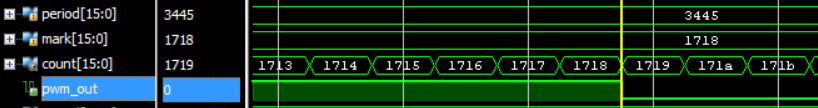 period[15:0] 3445 3445
mark[15:0] 1718 1718
count[15:0] 1719 1713 1714 1715 1716 1717 1718 1719 171a 171b
pwm_out 0